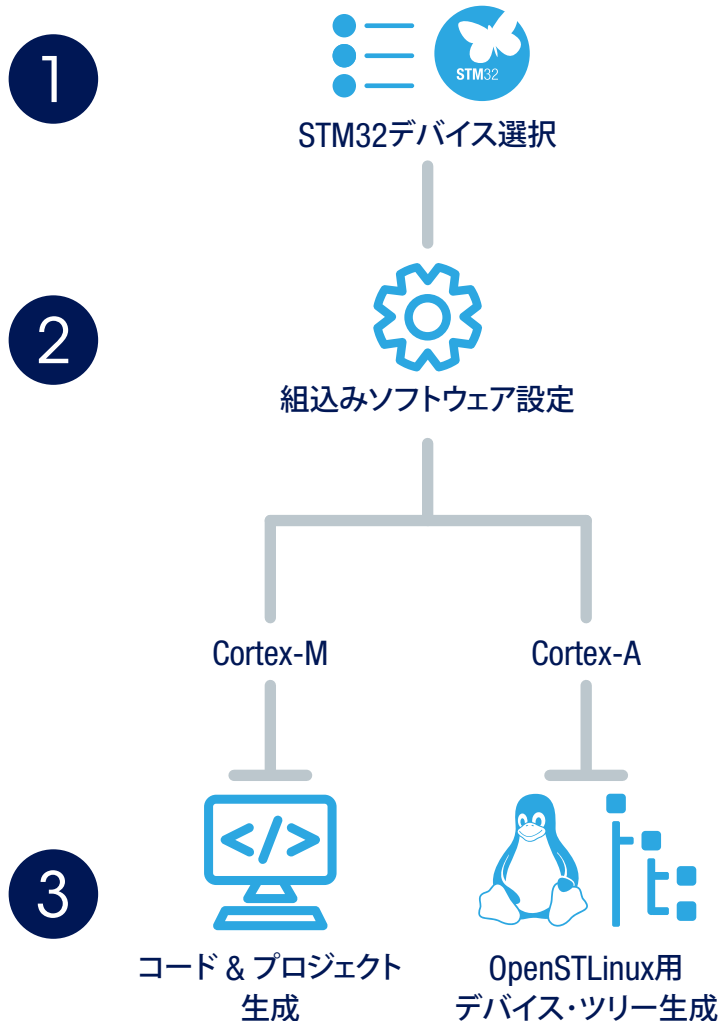 1
STM32
STM32デバイス選択
2
組込みソフトウェア設定
Cortex-M
Cortex-A
</>
3
コード & プロジェクト
生成
OpenSTLinux用
デバイス・ツリー生成